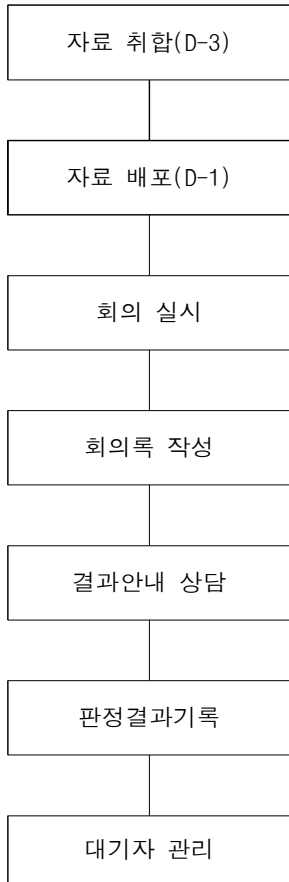 자료 취합(D-3)
자료 배포(D-1)
회의 실시
회의록 작성
결과안내 상담
판정결과기록
대기자 관리